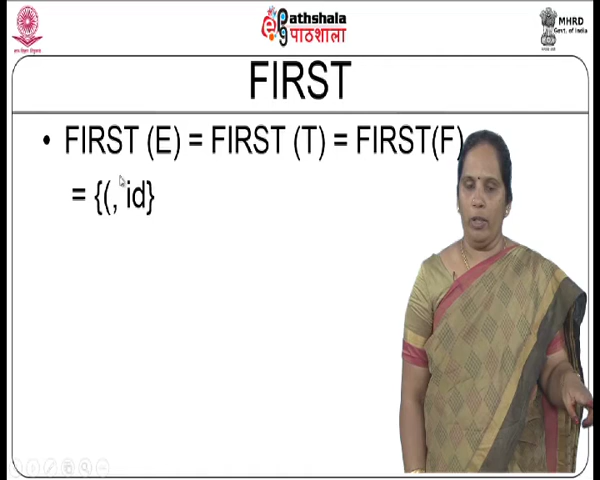 Pathshala
पाठशाला
MHRD
Govt. of India
FIRST
• FIRST (E) = FIRST (T) = FIRST(F)
= {(, id}